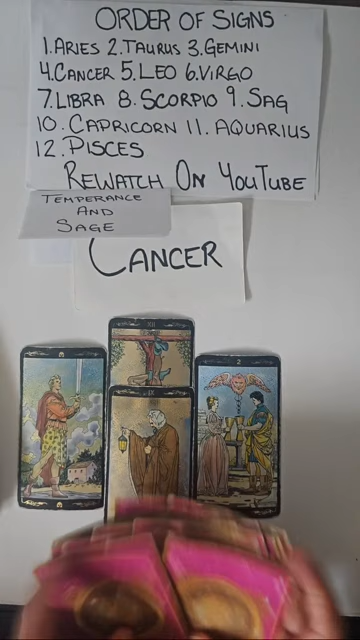 ORDER OF SIGNS
1.ARIES 2.TAURUS 3.GEMINI
4.CANCER 5.LEO 6.VIRGO
7.LIBRA 8.SCORPIO 9.SAG
10.CAPRICORN 11.AQUARIUS
12.PISCES
REWATCH ON YOUTUBE
TEMPERANCE
AND
SAGE
CANCER
IX